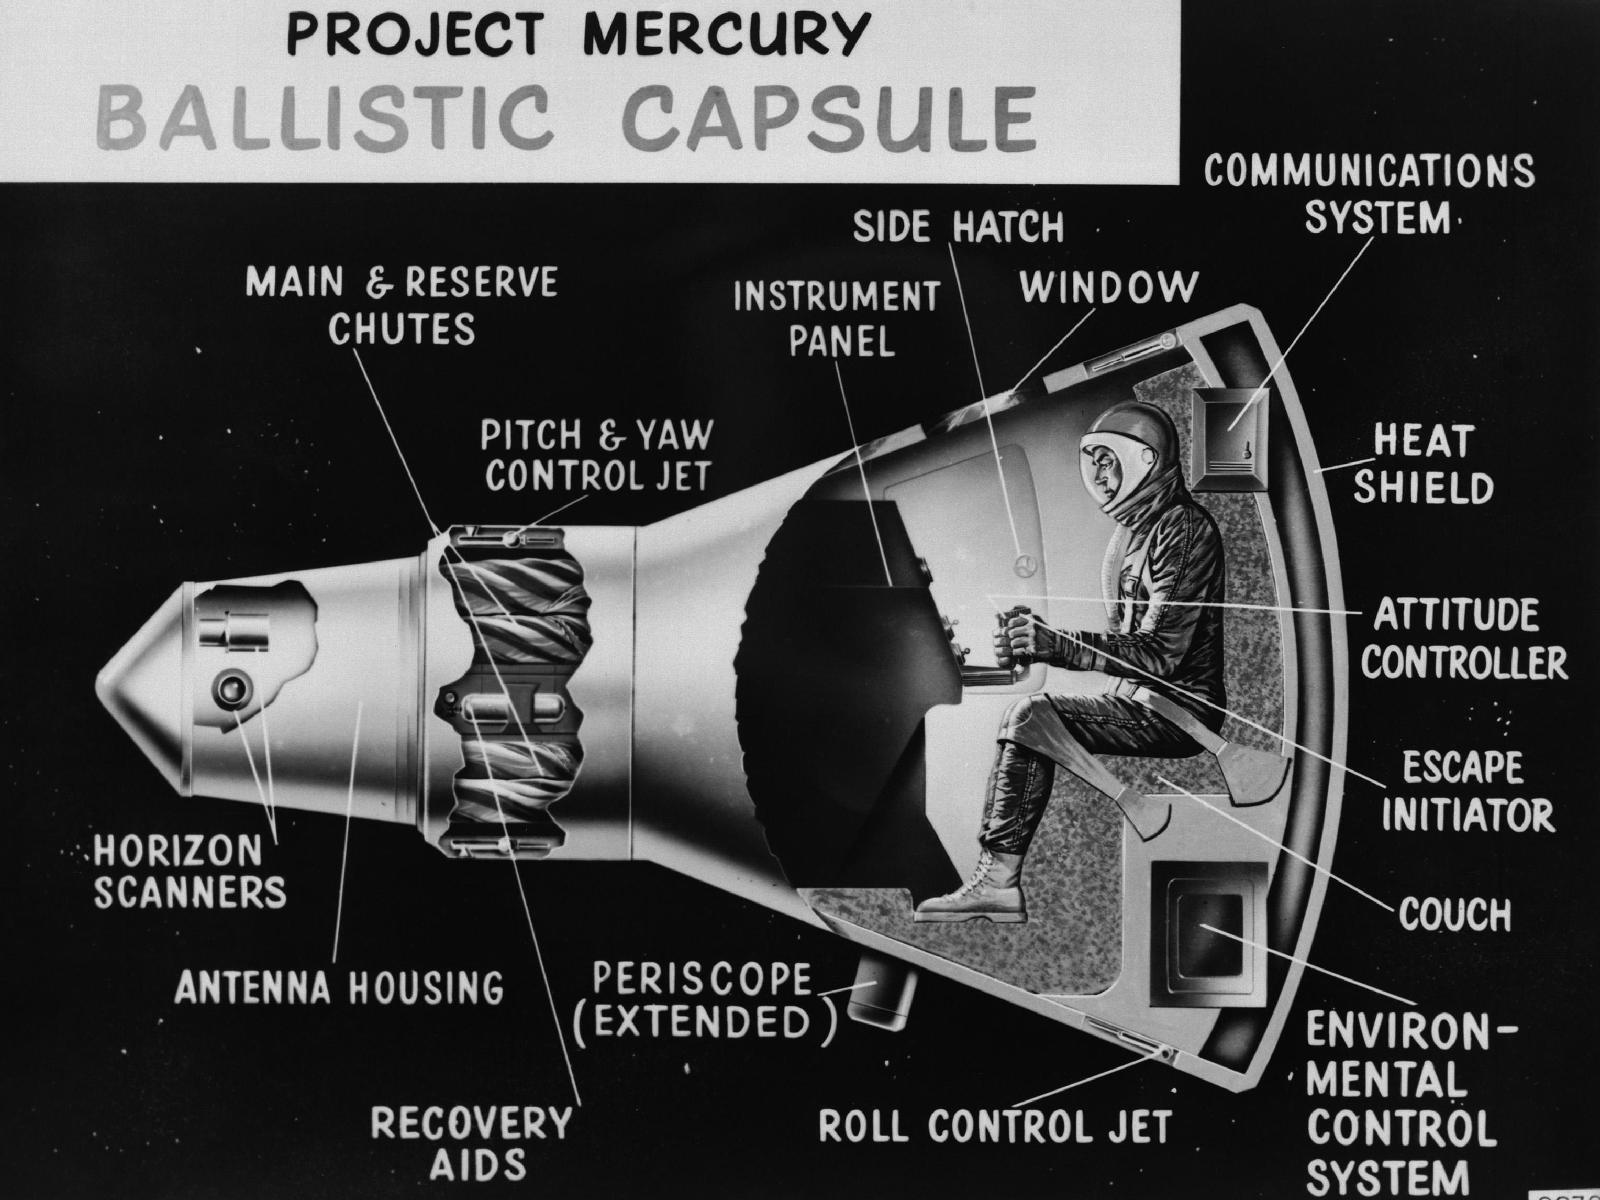 PROJECT MERCURY
BALLISTIC CAPSULE
COMMUNICATIONS
SYSTEM
SIDE HATCH
MAIN & RESERVE
CHUTES
INSTRUMENT
PANEL
WINDOW
PITCH & YAW
CONTROL JET
HEAT
SHIELD
ATTITUDE
CONTROLLER
ESCAPE
INITIATOR
HORIZON
SCANNERS
COUCH
ANTENNA HOUSING
PERISCOPE
(EXTENDED)
ENVIRON-
MENTAL
CONTROL
SYSTEM
RECOVERY
AIDS
ROLL CONTROL JET